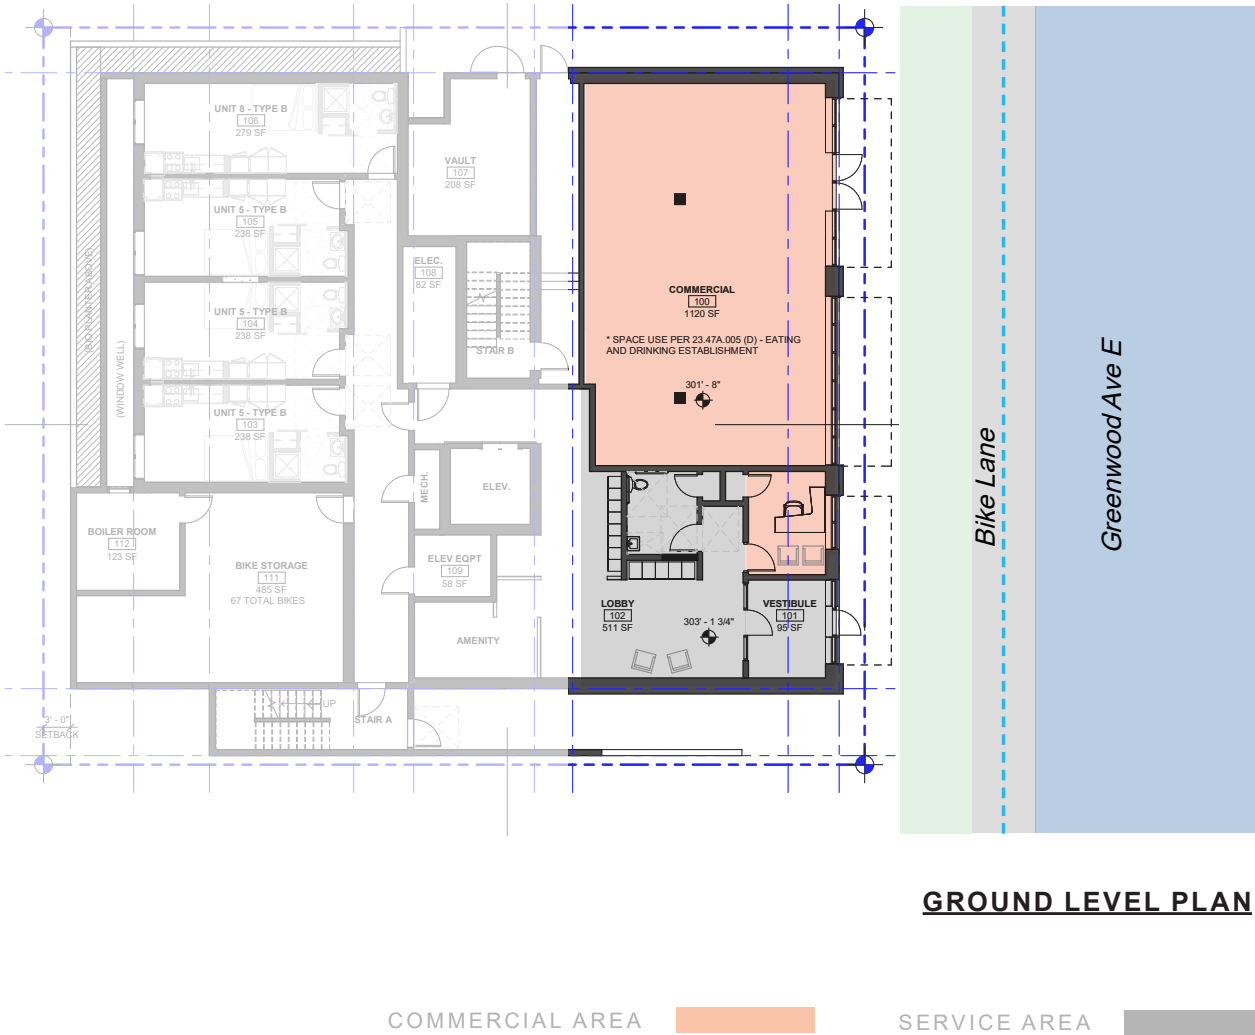 UNIT 8 - TYPE B
106
279 SF
VAULT
107
208 SF
UNIT 5 - TYPE B
105
238 SF
(BIO PLANTER ABOVE)
ELEC.
108
82 SF
UNIT 5 - TYPE B
104
238 SF
STAIR B
(WINDOW WELL)
UNIT 5 - TYPE B
103
238 SF
COMMERCIAL
100
1120 SF
* SPACE USE PER 23.47A.005 (D) - EATING
AND DRINKING ESTABLISHMENT
301' - 8"
MECH.
ELEV.
BOILER ROOM
112
123 SF
BIKE STORAGE
111
485 SF
67 TOTAL BIKES
ELEV EQPT
109
58 SF
AMENITY
LOBBY
102
511 SF
303' - 1 3/4"
VESTIBULE
101
95 SF
UP
STAIR A
3' - 0"
SETBACK
Bike Lane
Greenwood Ave E
GROUND LEVEL PLAN
COMMERCIAL AREA
SERVICE AREA